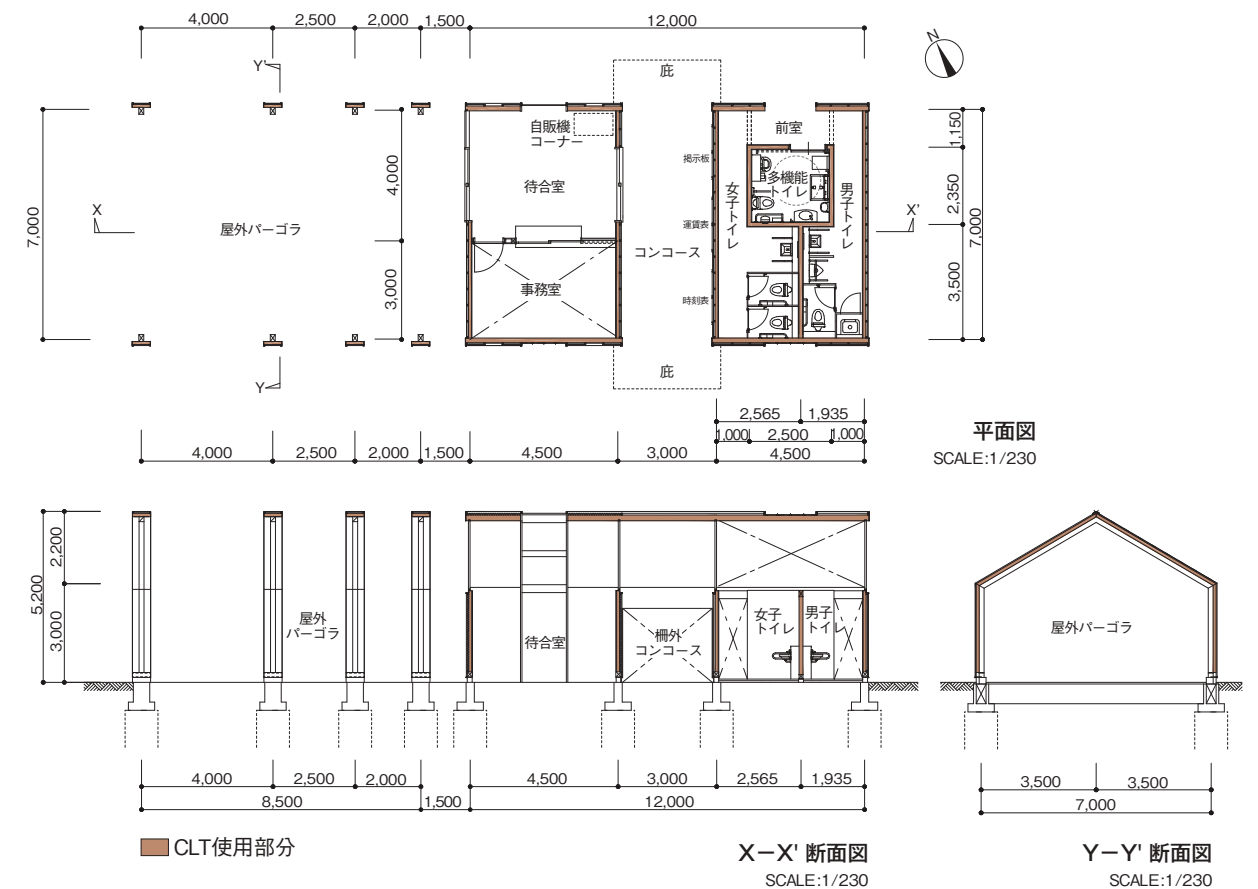 4,000
2,500
2,000
1,500
12,000
N
Y'
庇
7,000
4,000
3,000
自販機
コーナー
前室
掲示板
多機能
トイレ
待合室
女子トイレ
男子トイレ
1,150
2,350
7,000
3,500
X
X'
屋外パーゴラ
運賃表
コンコース
事務室
時刻表
Y
庇
2,565
1,935
1,000
2,500
1,000
4,000
2,500
2,000
1,500
4,500
3,000
4,500
平面図
SCALE:1/230
2,200
5,200
3,000
屋外
パーゴラ
待合室
柵外
コンコース
女子
トイレ
男子
トイレ
屋外パーゴラ
4,000
2,500
2,000
4,500
3,000
2,565
1,935
8,500
1,500
12,000
3,500
3,500
7,000
CLT使用部分
X−X' 断面図
SCALE:1/230
Y−Y' 断面図
SCALE:1/230